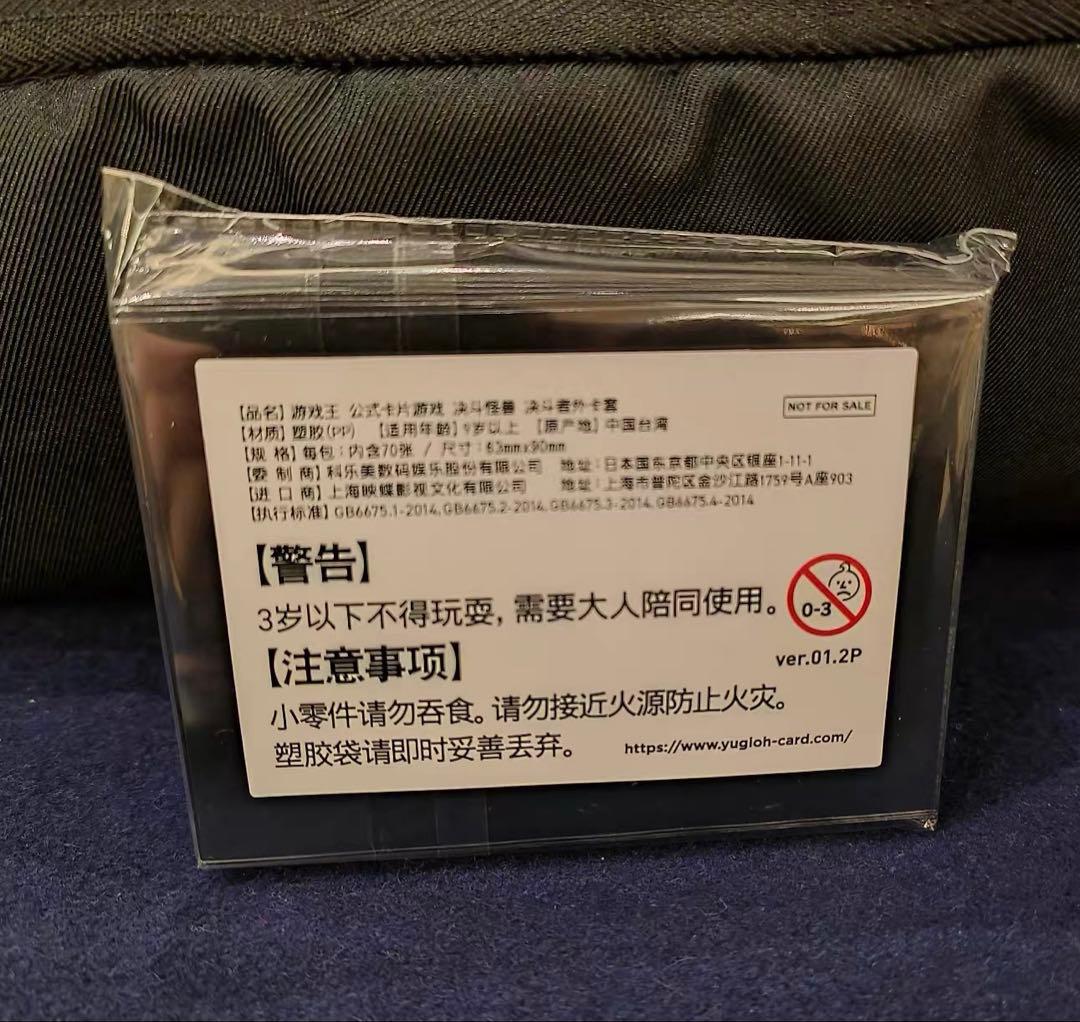 【品名】游戏王 公式卡片游戏 决斗怪兽 决斗者外卡套
NOT FOR SALE
【材质】塑胶(PP) 【适用年龄】9岁以上 【原产地】中国台湾
【规 格】每包：内含70张 / 尺寸：63mmx90mm
【委 制 商】科乐美数码娱乐股份有限公司 地址：日本国东京都中央区银座1-11-1
【进 口 商】上海映蝶影视文化有限公司 地址：上海市普陀区金沙江路1759号A座903
【执行标准】GB6675.1-2014,GB6675.2-2014,GB6675.3-2014,GB6675.4-2014
【警告】
3岁以下不得玩耍，需要大人陪同使用。
0-3
【注意事项】
ver.01.2P
小零件请勿吞食。请勿接近火源防止火灾。
塑胶袋请即时妥善丢弃。
https://www.yugioh-card.com/